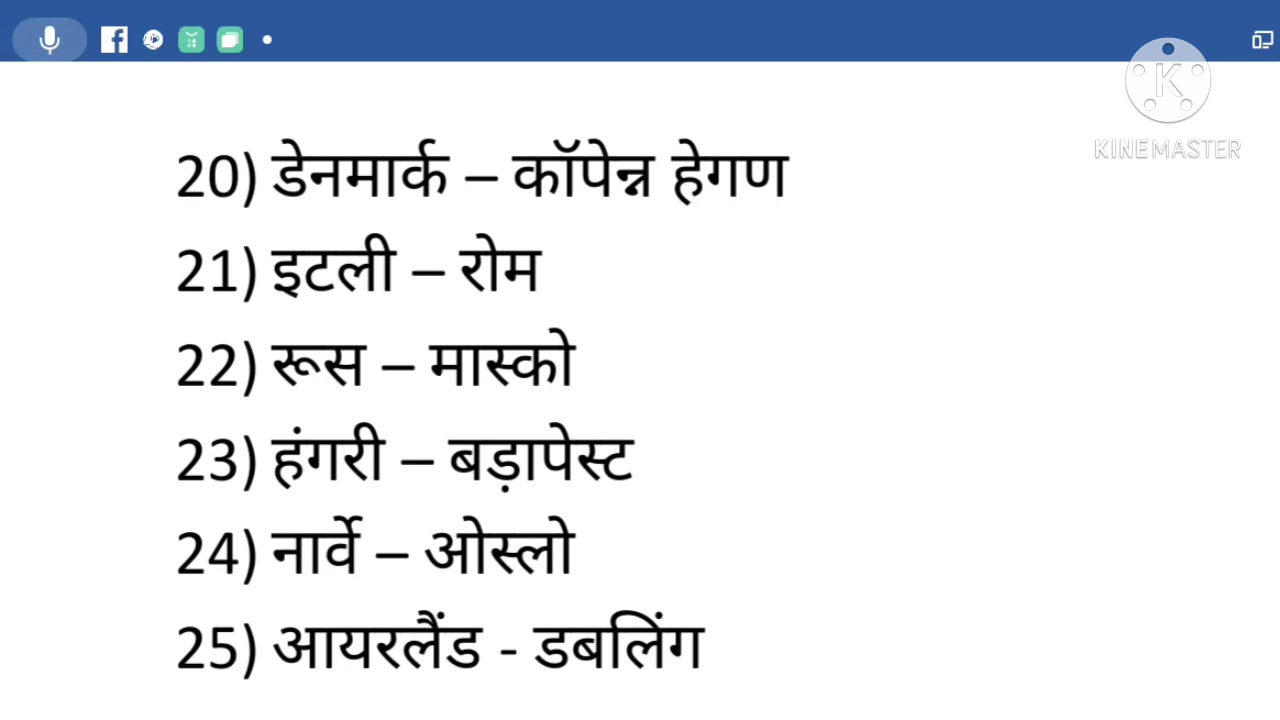 KINEMASTER
20) डेनमार्क – कॉपेन्न हेगण
21) इटली – रोम
22) रूस – मास्को
23) हंगरी – बड़ापेस्ट
24) नार्वे – ओस्लो
25) आयरलैंड - डबलिंग